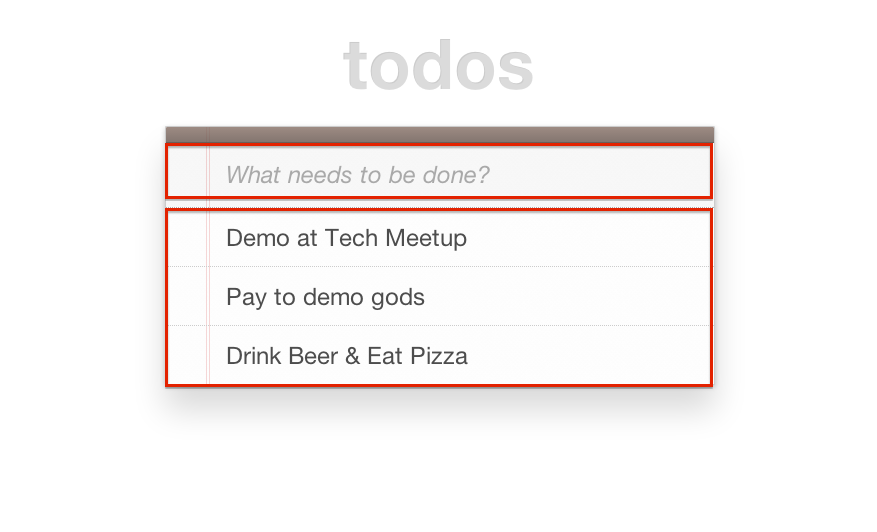 todos
What needs to be done?
Demo at Tech Meetup
Pay to demo gods
Drink Beer & Eat Pizza